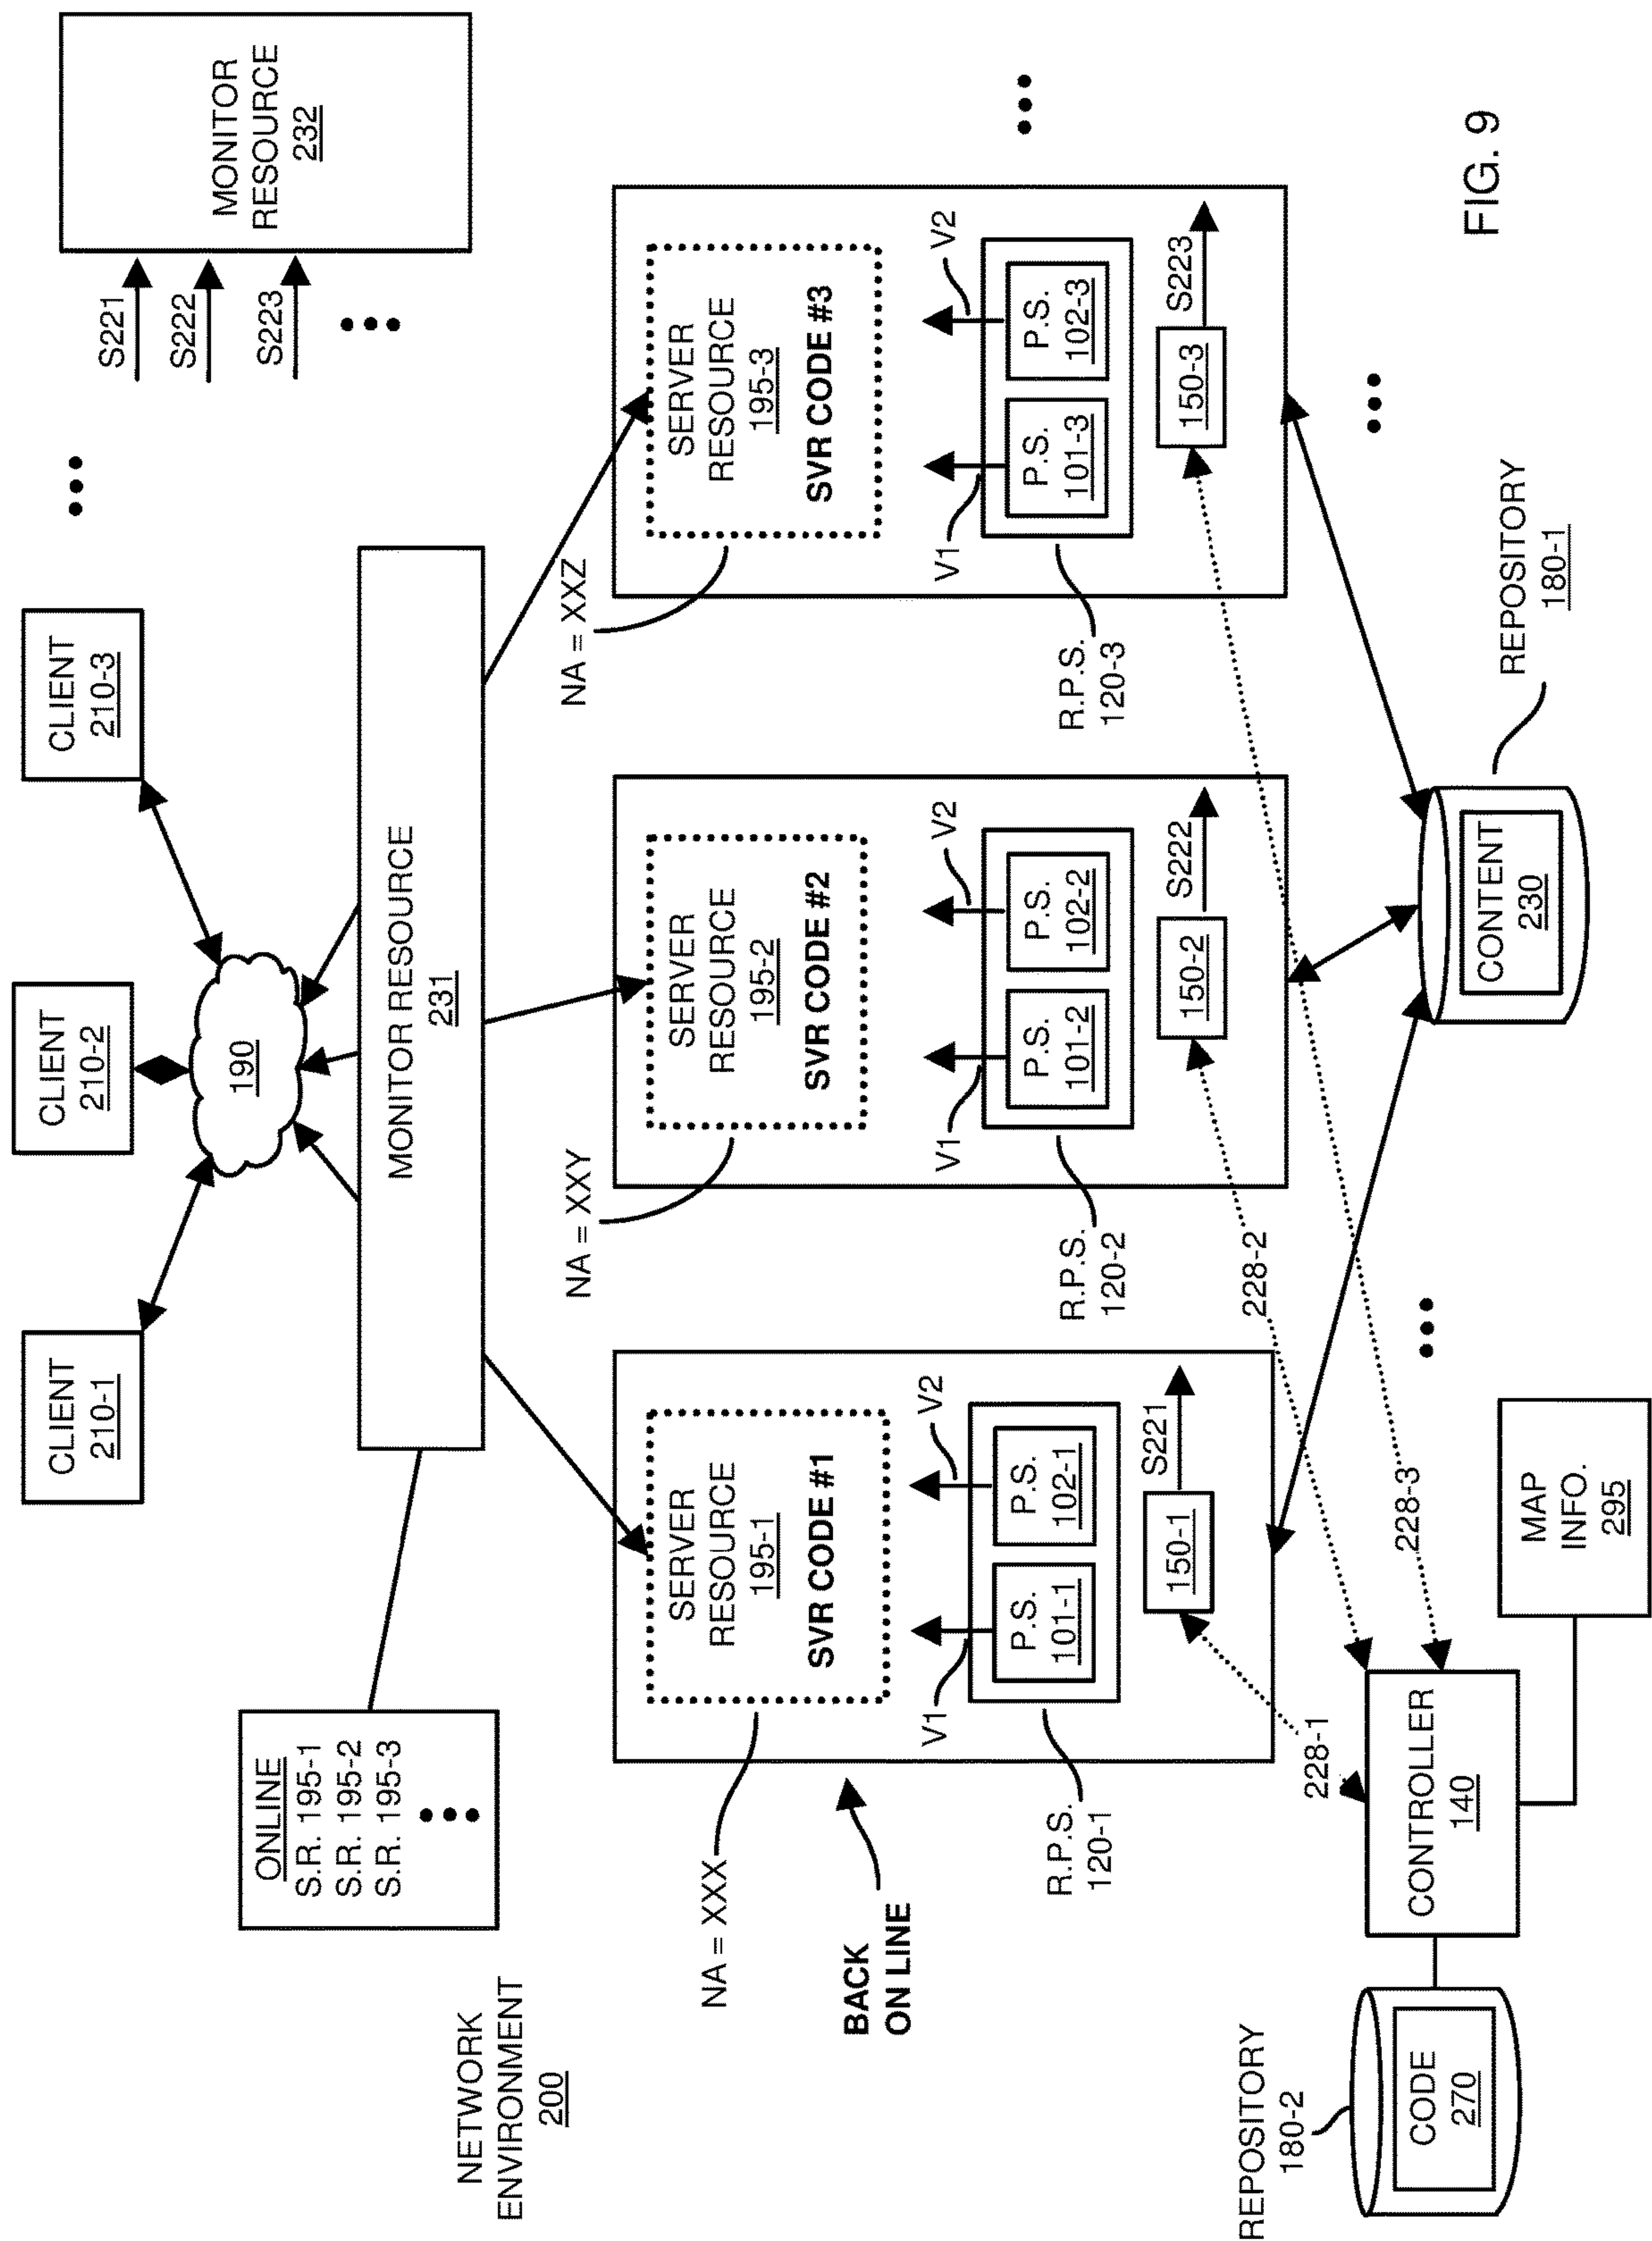 CLIENT
210-1
CLIENT
210-2
CLIENT
210-3
MONITOR
RESOURCE
232
S221
S222
S223
190
ONLINE
S.R. 195-1
S.R. 195-2
S.R. 195-3
MONITOR RESOURCE
231
NETWORK
ENVIRONMENT
200
NA = XXX
NA = XXY
NA = XXZ
SERVER
RESOURCE
195-1
SVR CODE #1
SERVER
RESOURCE
195-2
SVR CODE #2
SERVER
RESOURCE
195-3
SVR CODE #3
BACK
ON LINE
V1
V2
V1
V2
V1
V2
P.S.
101-1
P.S.
102-1
P.S.
101-2
P.S.
102-2
P.S.
101-3
P.S.
102-3
R.P.S.
120-1
R.P.S.
120-2
R.P.S.
120-3
150-1
S221
150-2
S222
150-3
S223
228-1
228-2
228-3
REPOSITORY
180-2
CODE
270
CONTROLLER
140
MAP
INFO.
295
CONTENT
230
REPOSITORY
180-1
FIG. 9